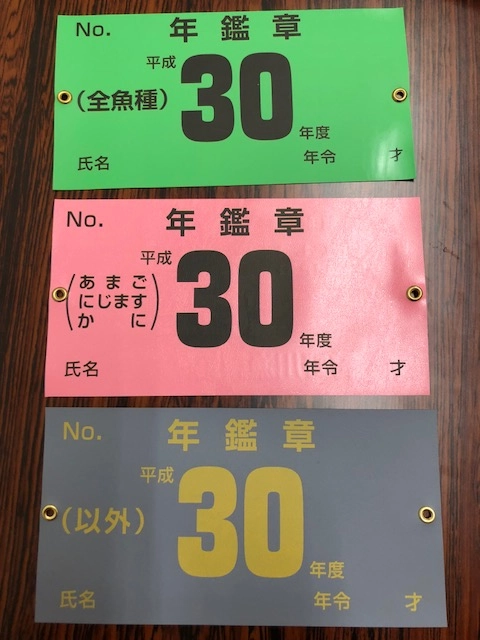 No. 年鑑章
平成
(全魚種) 30
年度
氏名 年令 才
No. 年鑑章
平成
(あまご
にじます 30
かに)
年度
氏名 年令 才
No. 年鑑章
平成
(以外) 30
年度
氏名 年令 才